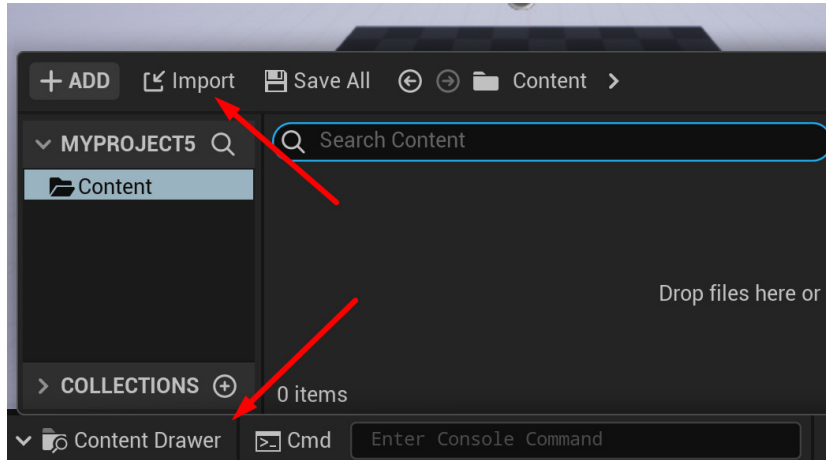 + ADD Import Save All Content >
MYPROJECT5 Search Content
Content
Drop files here or
COLLECTIONS 0 items
Content Drawer Cmd Enter Console Command